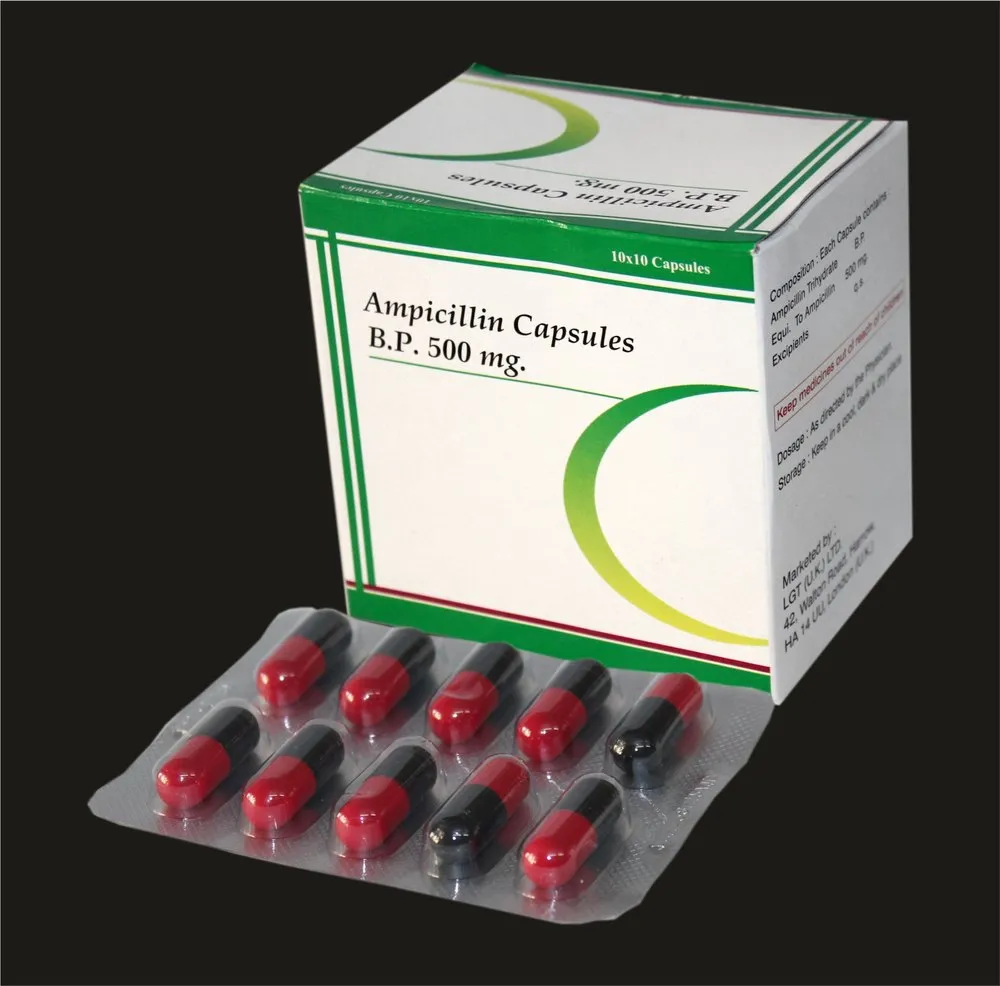 Ampicillin Capsules
B.P. 500 mg.
10x10 Capsules
10x10 Capsules
Ampicillin Capsules
B.P. 500 mg.
Composition : Each Capsule contains :
Ampicillin Trihydrate B.P.
Equi. To Ampicillin 500 mg.
Excipients q.s.
Keep medicines out of reach of children
Dosage : As directed by the Physician.
Storage : Keep in a cool, dark & dry place.
Marketed by :
LGT (U.K.) LTD.
42, Walton Road, Harrow,
HA 14 UU, London (U.K.)